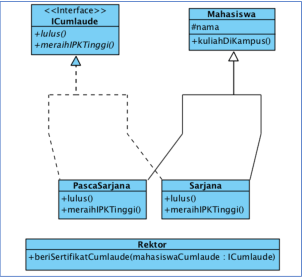 <<Interface>>
ICumlaude
+lulus()
+meraihIPKTinggi()
Mahasiswa
#nama
+kuliahDiKampus()
PascaSarjana
+lulus()
+meraihIPKTinggi()
Sarjana
+lulus()
+meraihIPKTinggi()
Rektor
+beriSertifikatCumlaude(mahasiswaCumlaude : ICumlaude)